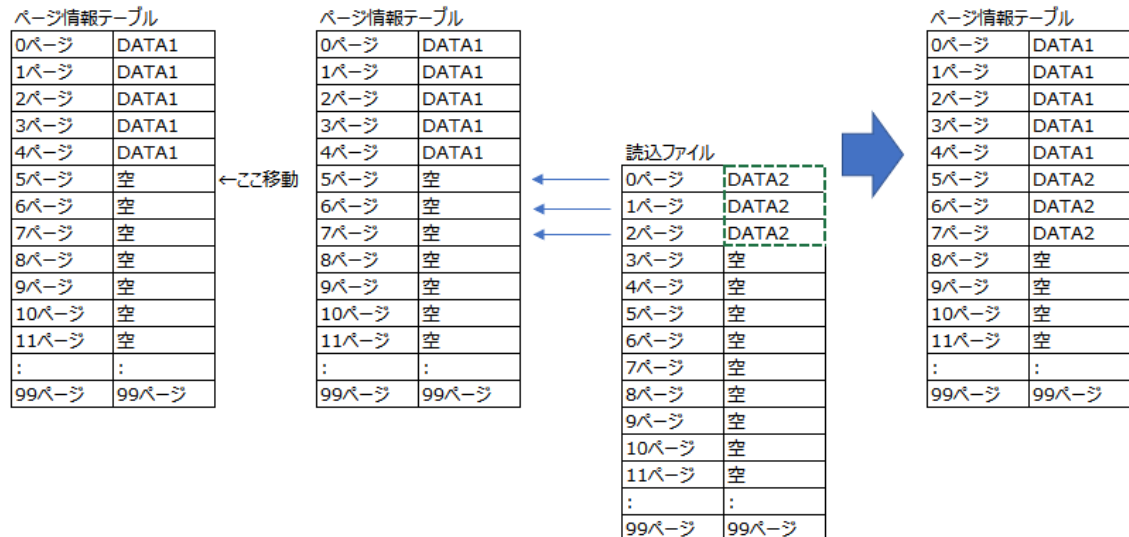 ページ情報テーブル
0ページ DATA1
1ページ DATA1
2ページ DATA1
3ページ DATA1
4ページ DATA1
5ページ 空 ←ここ移動
6ページ 空
7ページ 空
8ページ 空
9ページ 空
10ページ 空
11ページ 空
: :
99ページ 99ページ
ページ情報テーブル
0ページ DATA1
1ページ DATA1
2ページ DATA1
3ページ DATA1
4ページ DATA1
5ページ 空
6ページ 空
7ページ 空
8ページ 空
9ページ 空
10ページ 空
11ページ 空
: :
99ページ 99ページ
読込ファイル
0ページ DATA2
1ページ DATA2
2ページ DATA2
3ページ 空
4ページ 空
5ページ 空
6ページ 空
7ページ 空
8ページ 空
9ページ 空
10ページ 空
11ページ 空
: :
99ページ 99ページ
ページ情報テーブル
0ページ DATA1
1ページ DATA1
2ページ DATA1
3ページ DATA1
4ページ DATA1
5ページ DATA2
6ページ DATA2
7ページ DATA2
8ページ 空
9ページ 空
10ページ 空
11ページ 空
: :
99ページ 99ページ